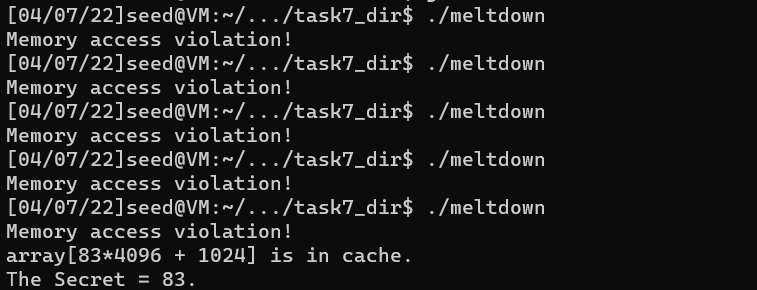 [04/07/22]seed@VM:~/.../task7_dir$ ./meltdown
Memory access violation!
[04/07/22]seed@VM:~/.../task7_dir$ ./meltdown
Memory access violation!
[04/07/22]seed@VM:~/.../task7_dir$ ./meltdown
Memory access violation!
[04/07/22]seed@VM:~/.../task7_dir$ ./meltdown
Memory access violation!
[04/07/22]seed@VM:~/.../task7_dir$ ./meltdown
Memory access violation!
array[83*4096 + 1024] is in cache.
The Secret = 83.